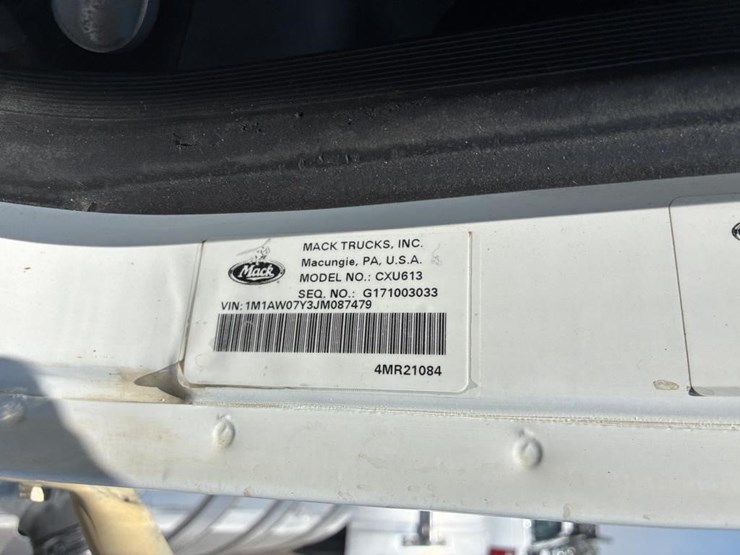 Mack
MACK TRUCKS, INC.
Macungie, PA, U.S.A.
MODEL NO.: CXU613
SEQ. NO.: G171003033
VIN: 1M1AW07Y3JM087479
4MR21084